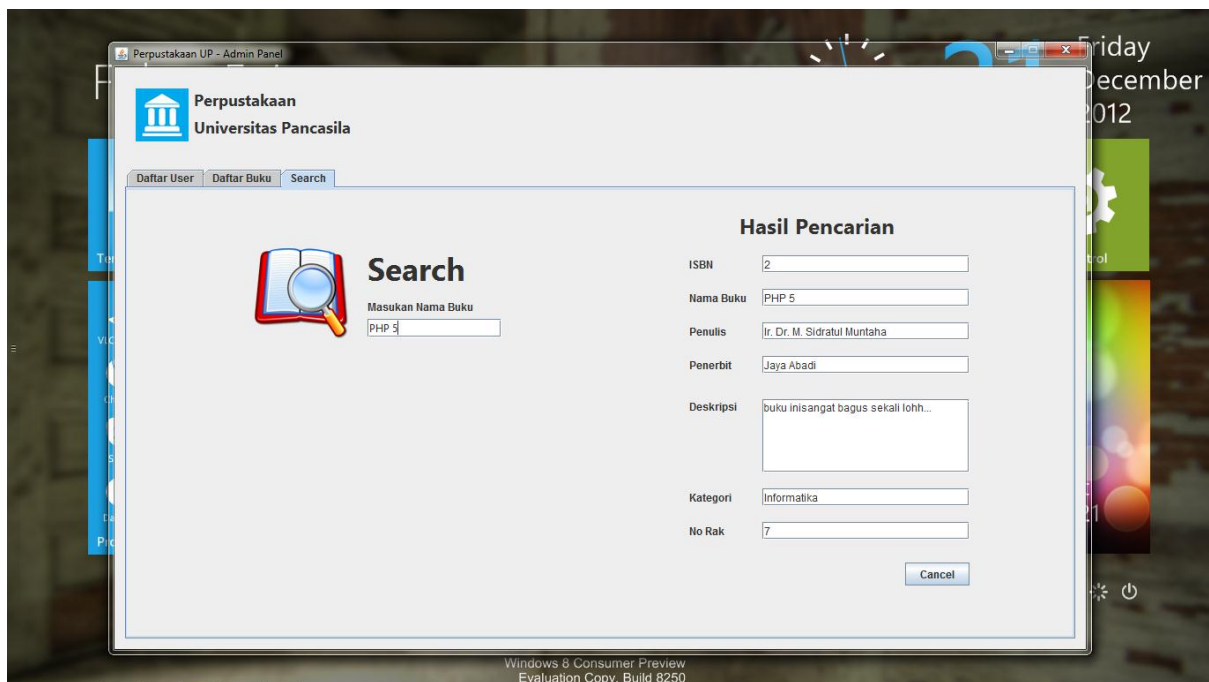 Perpustakaan UP - Admin Panel
Friday
December
2012
Perpustakaan
Universitas Pancasila
Daftar User
Daftar Buku
Search
Search
Masukan Nama Buku
PHP 5
Hasil Pencarian
ISBN
2
Nama Buku
PHP 5
Penulis
Ir. Dr. M. Sidratul Muntaha
Penerbit
Jaya Abadi
Deskripsi
buku inisangat bagus sekali lohh...
Kategori
Informatika
No Rak
7
Cancel
Windows 8 Consumer Preview
Evaluation Copy. Build 8250